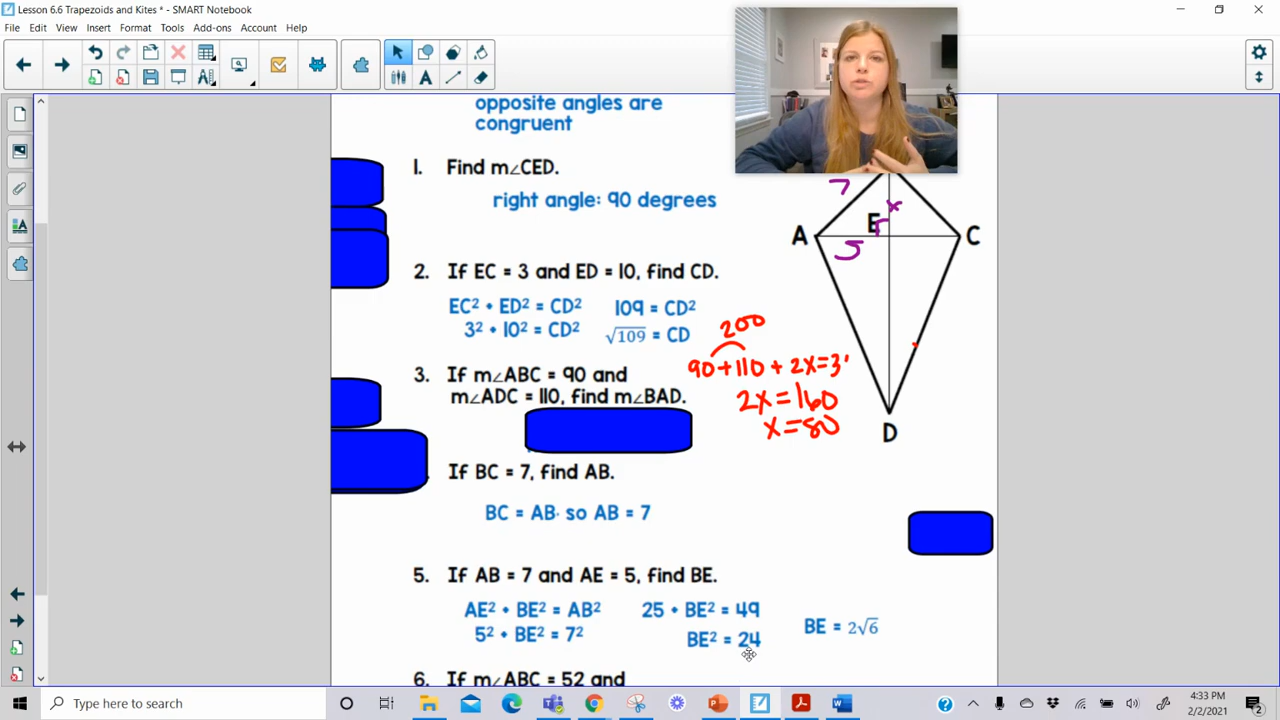 Lesson 6.6 Trapezoids and Kites * - SMART Notebook
File Edit View Insert Format Tools Add-ons Account Help
opposite angles are
congruent
1. Find m∠CED.
right angle: 90 degrees
7
x
A
E
C
5
2. If EC = 3 and ED = 10, find CD.
EC² + ED² = CD² 109 = CD²
3² + 10² = CD² √109 = CD
200
90+110 + 2x=3
2x=160
x=80
3. If m∠ABC = 90 and
m∠ADC = 110, find m∠BAD.
D
If BC = 7, find AB.
BC = AB so AB = 7
5. If AB = 7 and AE = 5, find BE.
AE² + BE² = AB² 25 + BE² = 49
5² + BE² = 7² BE² = 24
BE = 2√6
6. If m∠ABC = 52 and
Type here to search
4:33 PM
2/2/2021
2